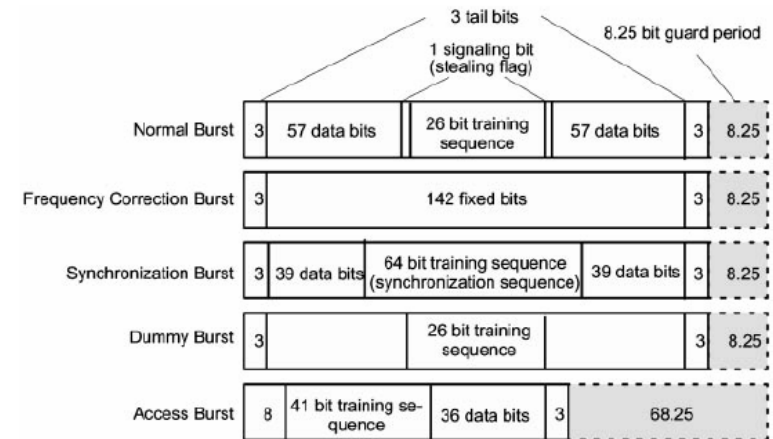 3 tail bits
8.25 bit guard period
1 signaling bit
(stealing flag)
Normal Burst
3
57 data bits
26 bit training
sequence
57 data bits
3
8.25
Frequency Correction Burst
3
142 fixed bits
3
8.25
Synchronization Burst
3
39 data bits
64 bit training sequence
(synchronization sequence)
39 data bits
3
8.25
Dummy Burst
3
26 bit training
sequence
3
8.25
Access Burst
8
41 bit training se-
quence
36 data bits
3
68.25